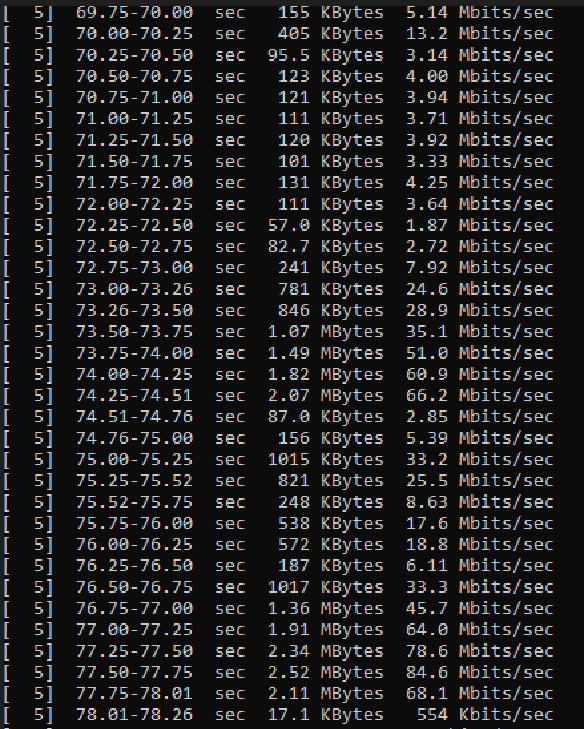 [  5]  69.75-70.00  sec   155 KBytes  5.14 Mbits/sec
[  5]  70.00-70.25  sec   405 KBytes  13.2 Mbits/sec
[  5]  70.25-70.50  sec  95.5 KBytes  3.14 Mbits/sec
[  5]  70.50-70.75  sec   123 KBytes  4.00 Mbits/sec
[  5]  70.75-71.00  sec   121 KBytes  3.94 Mbits/sec
[  5]  71.00-71.25  sec   111 KBytes  3.71 Mbits/sec
[  5]  71.25-71.50  sec   120 KBytes  3.92 Mbits/sec
[  5]  71.50-71.75  sec   101 KBytes  3.33 Mbits/sec
[  5]  71.75-72.00  sec   131 KBytes  4.25 Mbits/sec
[  5]  72.00-72.25  sec   111 KBytes  3.64 Mbits/sec
[  5]  72.25-72.50  sec  57.0 KBytes  1.87 Mbits/sec
[  5]  72.50-72.75  sec  82.7 KBytes  2.72 Mbits/sec
[  5]  72.75-73.00  sec   241 KBytes  7.92 Mbits/sec
[  5]  73.00-73.26  sec   781 KBytes  24.6 Mbits/sec
[  5]  73.26-73.50  sec   846 KBytes  28.9 Mbits/sec
[  5]  73.50-73.75  sec  1.07 MBytes  35.1 Mbits/sec
[  5]  73.75-74.00  sec  1.49 MBytes  51.0 Mbits/sec
[  5]  74.00-74.25  sec  1.82 MBytes  60.9 Mbits/sec
[  5]  74.25-74.51  sec  2.07 MBytes  66.2 Mbits/sec
[  5]  74.51-74.76  sec  87.0 KBytes  2.85 Mbits/sec
[  5]  74.76-75.00  sec   156 KBytes  5.39 Mbits/sec
[  5]  75.00-75.25  sec  1015 KBytes  33.2 Mbits/sec
[  5]  75.25-75.52  sec   821 KBytes  25.5 Mbits/sec
[  5]  75.52-75.75  sec   248 KBytes  8.63 Mbits/sec
[  5]  75.75-76.00  sec   538 KBytes  17.6 Mbits/sec
[  5]  76.00-76.25  sec   572 KBytes  18.8 Mbits/sec
[  5]  76.25-76.50  sec   187 KBytes  6.11 Mbits/sec
[  5]  76.50-76.75  sec  1017 KBytes  33.3 Mbits/sec
[  5]  76.75-77.00  sec  1.36 MBytes  45.7 Mbits/sec
[  5]  77.00-77.25  sec  1.91 MBytes  64.0 Mbits/sec
[  5]  77.25-77.50  sec  2.34 MBytes  78.6 Mbits/sec
[  5]  77.50-77.75  sec  2.52 MBytes  84.6 Mbits/sec
[  5]  77.75-78.01  sec  2.11 MBytes  68.1 Mbits/sec
[  5]  78.01-78.26  sec  17.1 KBytes   554 Kbits/sec